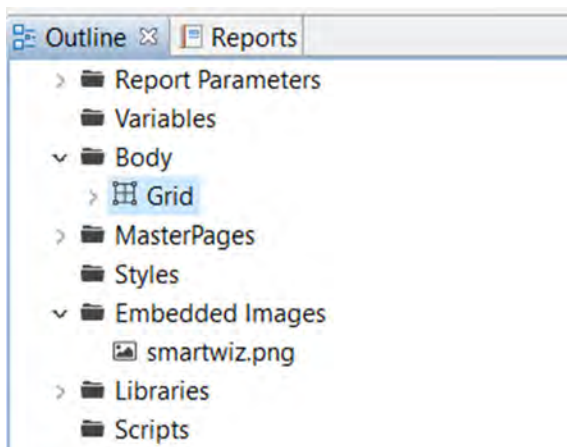 Outline Reports
Report Parameters
Variables
Body
Grid
MasterPages
Styles
Embedded Images
smartwiz.png
Libraries
Scripts